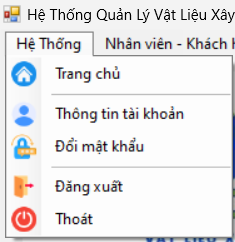 Hệ Thống Quản Lý Vật Liệu Xây
Hệ Thống Nhân viên - Khách
Trang chủ
Thông tin tài khoản
Đổi mật khẩu
Đăng xuất
Thoát